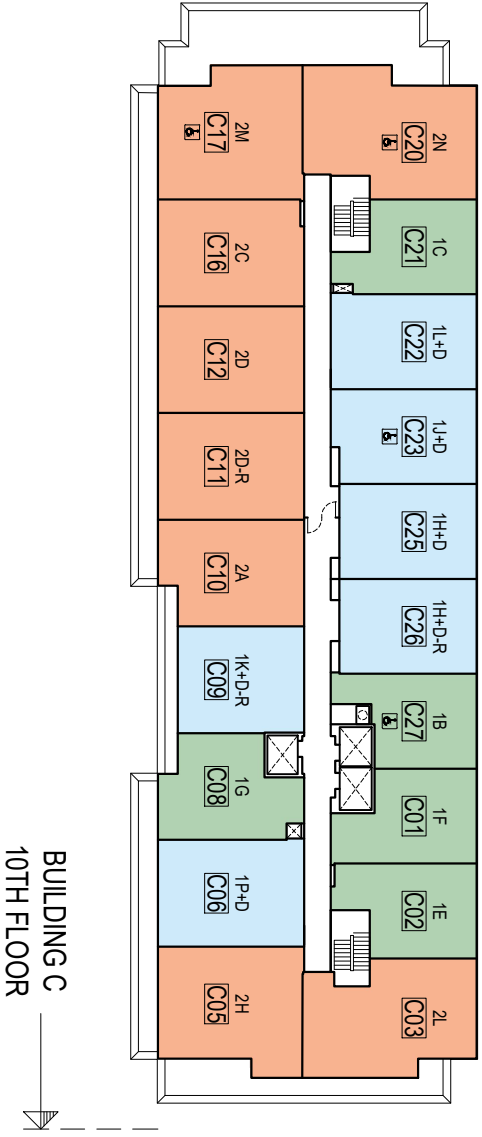 2M
C17
2N
C20
2C
C16
1C
C21
2D
C12
1L+D
C22
2D-R
C11
1J+D
C23
2A
C10
1H+D
C25
1K+D-R
C09
1H+D-R
C26
1G
C08
1B
C27
1P+D
C06
1F
C01
2H
C05
1E
C02
2L
C03
BUILDING C
10TH FLOOR